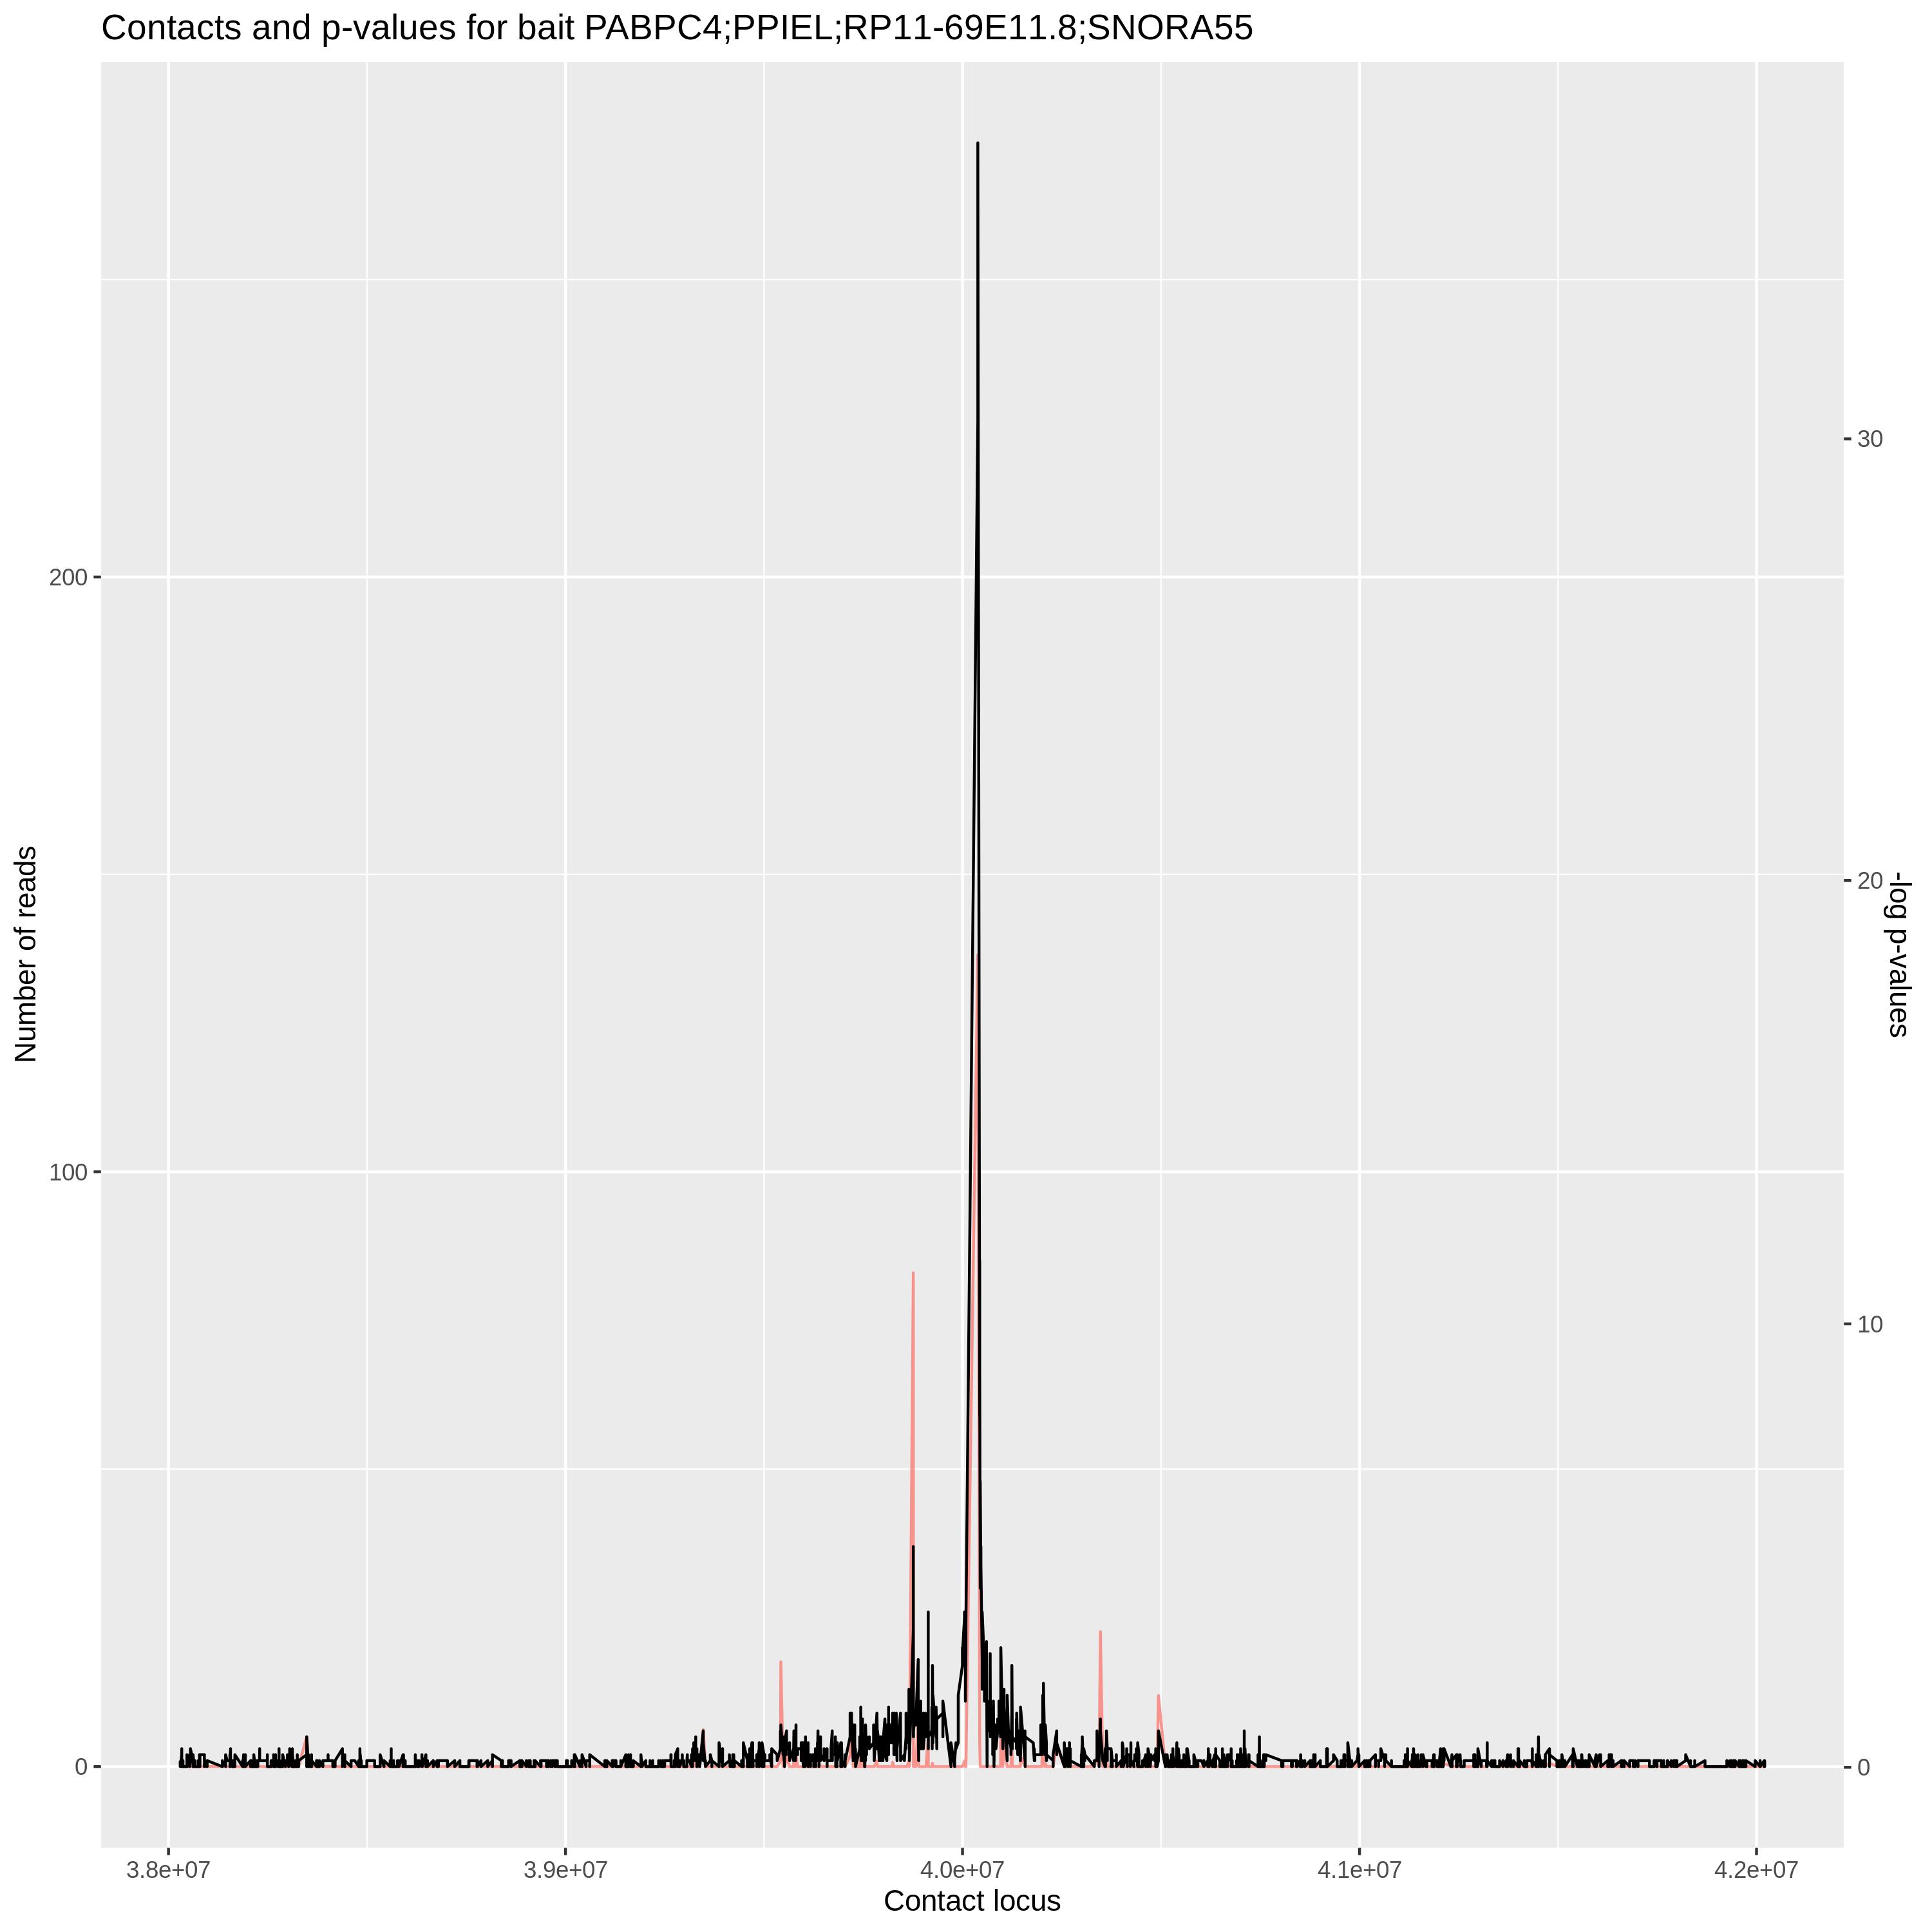 Contacts and p-values for bait PABPC4;PPIEL;RP11-69E11.8;SNORA55
Number of reads
200
100
0
30
20
10
0
-log p-values
3.8e+07
3.9e+07
4.0e+07
4.1e+07
4.2e+07
Contact locus